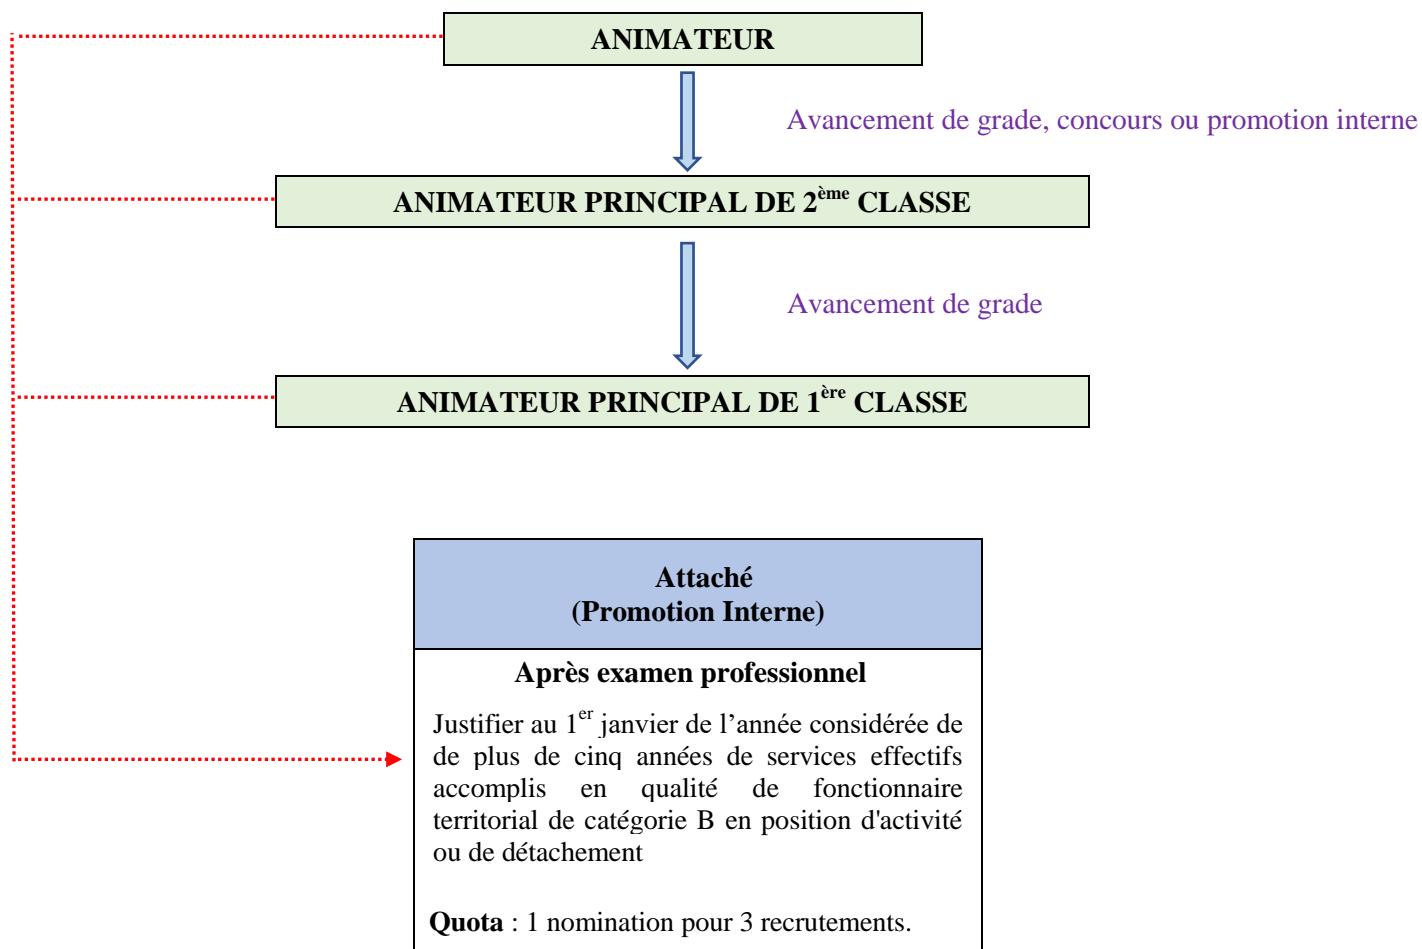 ANIMATEUR
Avancement de grade, concours ou promotion interne
ANIMATEUR PRINCIPAL DE 2ème CLASSE
Avancement de grade
ANIMATEUR PRINCIPAL DE 1ère CLASSE
Attaché
(Promotion Interne)
Après examen professionnel
Justifier au 1er janvier de l’année considérée de
de plus de cinq années de services effectifs
accomplis en qualité de fonctionnaire
territorial de catégorie B en position d'activité
ou de détachement
Quota : 1 nomination pour 3 recrutements.